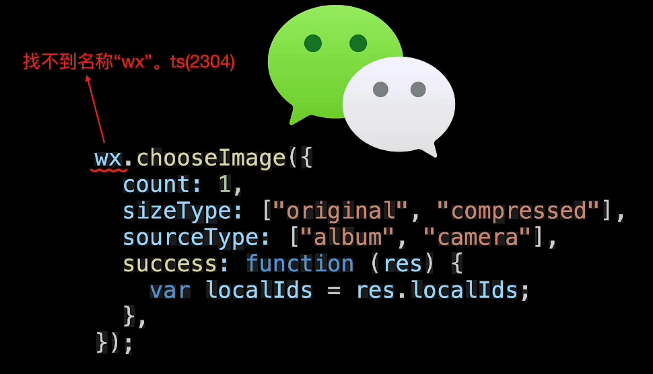 找不到名称“wx”。ts(2304)
wx.chooseImage({
  count: 1,
  sizeType: ["original", "compressed"],
  sourceType: ["album", "camera"],
  success: function (res) {
    var localIds = res.localIds;
  },
});